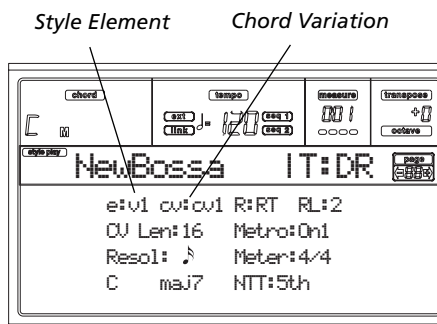 Style Element Chord Variation
chord tempo measure transpose
C M ext link ♩= 120 seq 1 seq 2 001 +0 octave
style play NewBossa 1T:DR page
e:v1 cv:cv1 R:RT RL:2
CV Len:16 Metro:On1
Resol: ♪ Meter:4/4
C maj7 NTT:5th